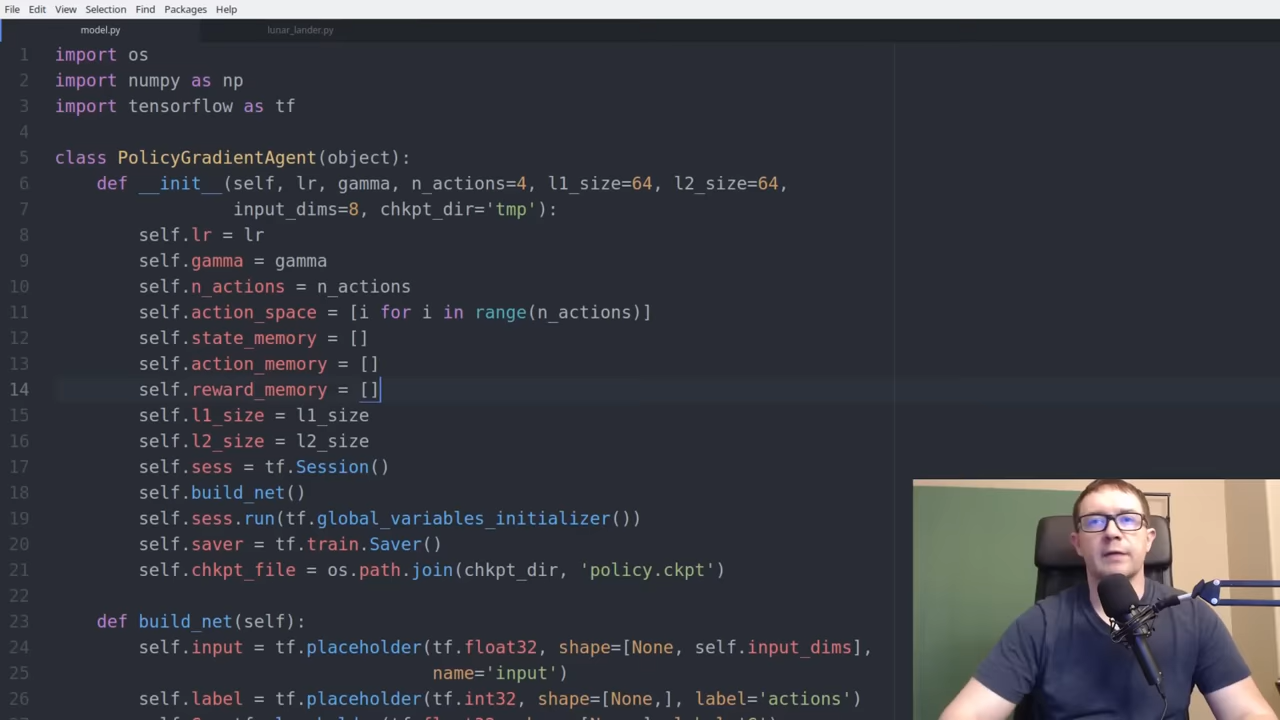 File Edit View Selection Find Packages Help
model.py lunar_lander.py
1 import os
2 import numpy as np
3 import tensorflow as tf
4
5 class PolicyGradientAgent(object):
6 def __init__(self, lr, gamma, n_actions=4, l1_size=64, l2_size=64,
7 input_dims=8, chkpt_dir='tmp'):
8 self.lr = lr
9 self.gamma = gamma
10 self.n_actions = n_actions
11 self.action_space = [i for i in range(n_actions)]
12 self.state_memory = []
13 self.action_memory = []
14 self.reward_memory = []
15 self.l1_size = l1_size
16 self.l2_size = l2_size
17 self.sess = tf.Session()
18 self.build_net()
19 self.sess.run(tf.global_variables_initializer())
20 self.saver = tf.train.Saver()
21 self.chkpt_file = os.path.join(chkpt_dir, 'policy.ckpt')
22
23 def build_net(self):
24 self.input = tf.placeholder(tf.float32, shape=[None, self.input_dims],
25 name='input')
26 self.label = tf.placeholder(tf.int32, shape=[None,], label='actions')